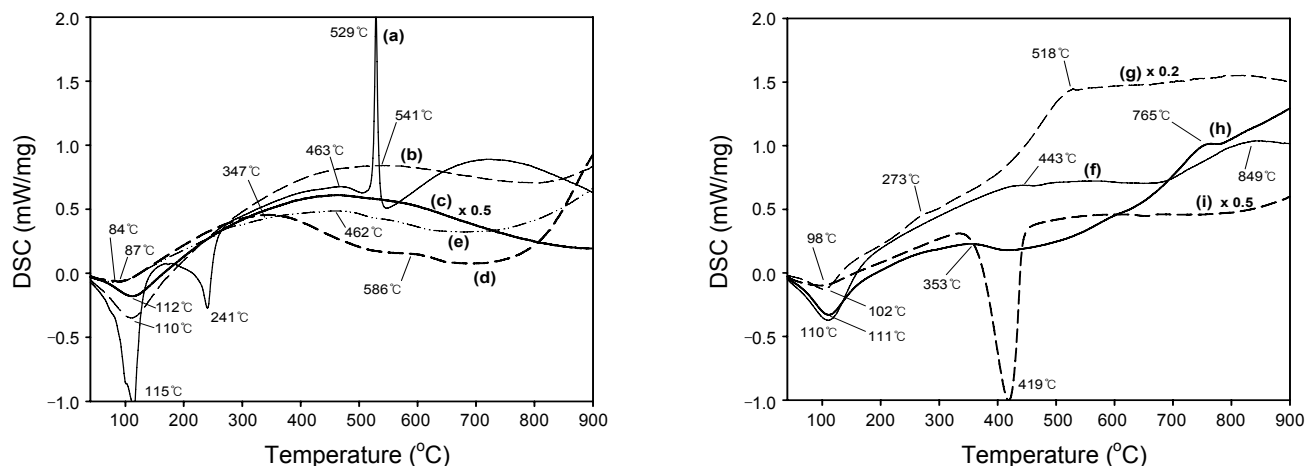 2.0
1.5
1.0
0.5
0.0
−0.5
−1.0
DSC (mW/mg)
529℃
(a)
541℃
463℃
(b)
347℃
(c)
x 0.5
84℃
87℃
462℃
(e)
(d)
586℃
112℃
110℃
241℃
115℃
100 200 300 400 500 600 700 800 900
Temperature (°C)
2.0
1.5
1.0
0.5
0.0
−0.5
−1.0
DSC (mW/mg)
518℃
(g) x 0.2
765℃
(h)
443℃
(f)
849℃
273℃
(i) x 0.5
98℃
353℃
102℃
110℃
111℃
419℃
100 200 300 400 500 600 700 800 900
Temperature (°C)